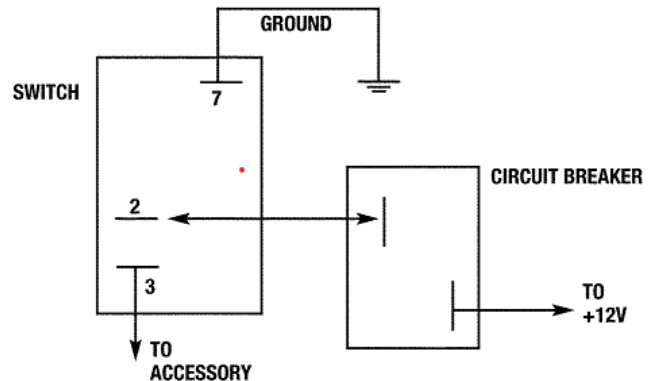 GROUND
SWITCH
7
CIRCUIT BREAKER
2
3
TO
+12V
TO
ACCESSORY